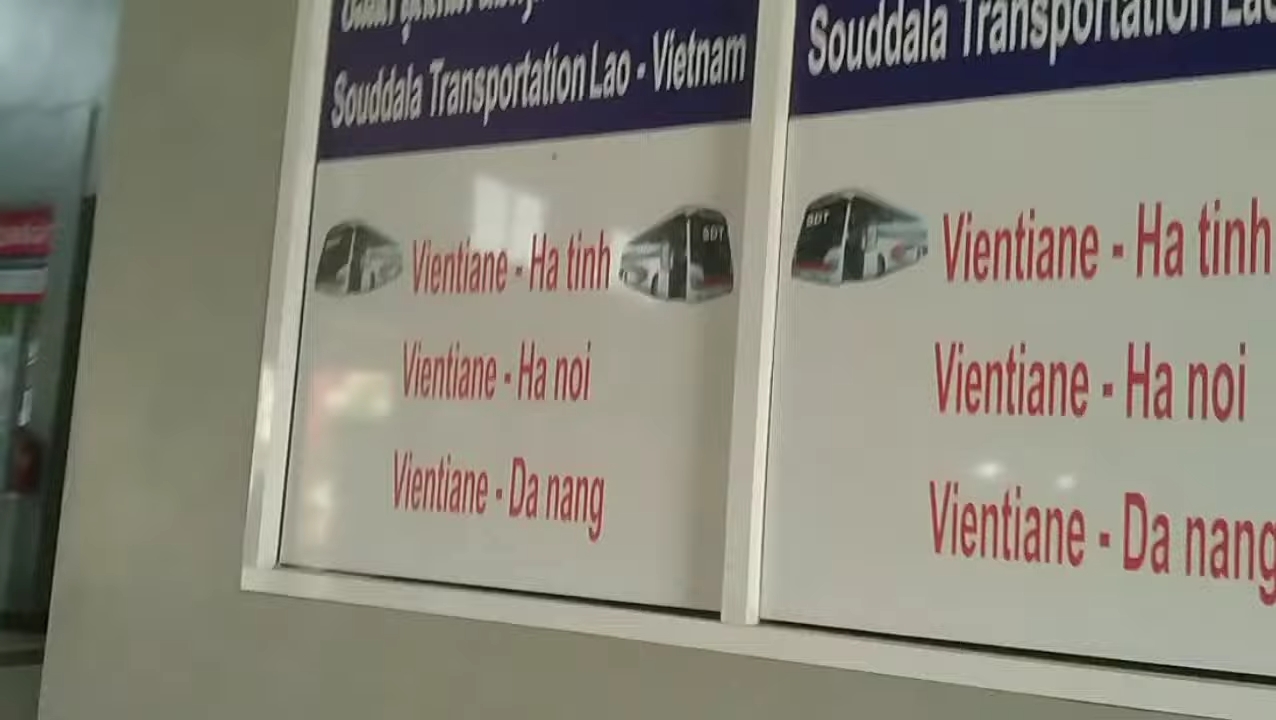 Souddala Transportation Lao - Vietnam
Vientiane - Ha tinh
SDT
Vientiane - Ha noi
Vientiane - Da nang
Souddala Transportation Lao
SDT
Vientiane - Ha tinh
Vientiane - Ha noi
Vientiane - Da nang